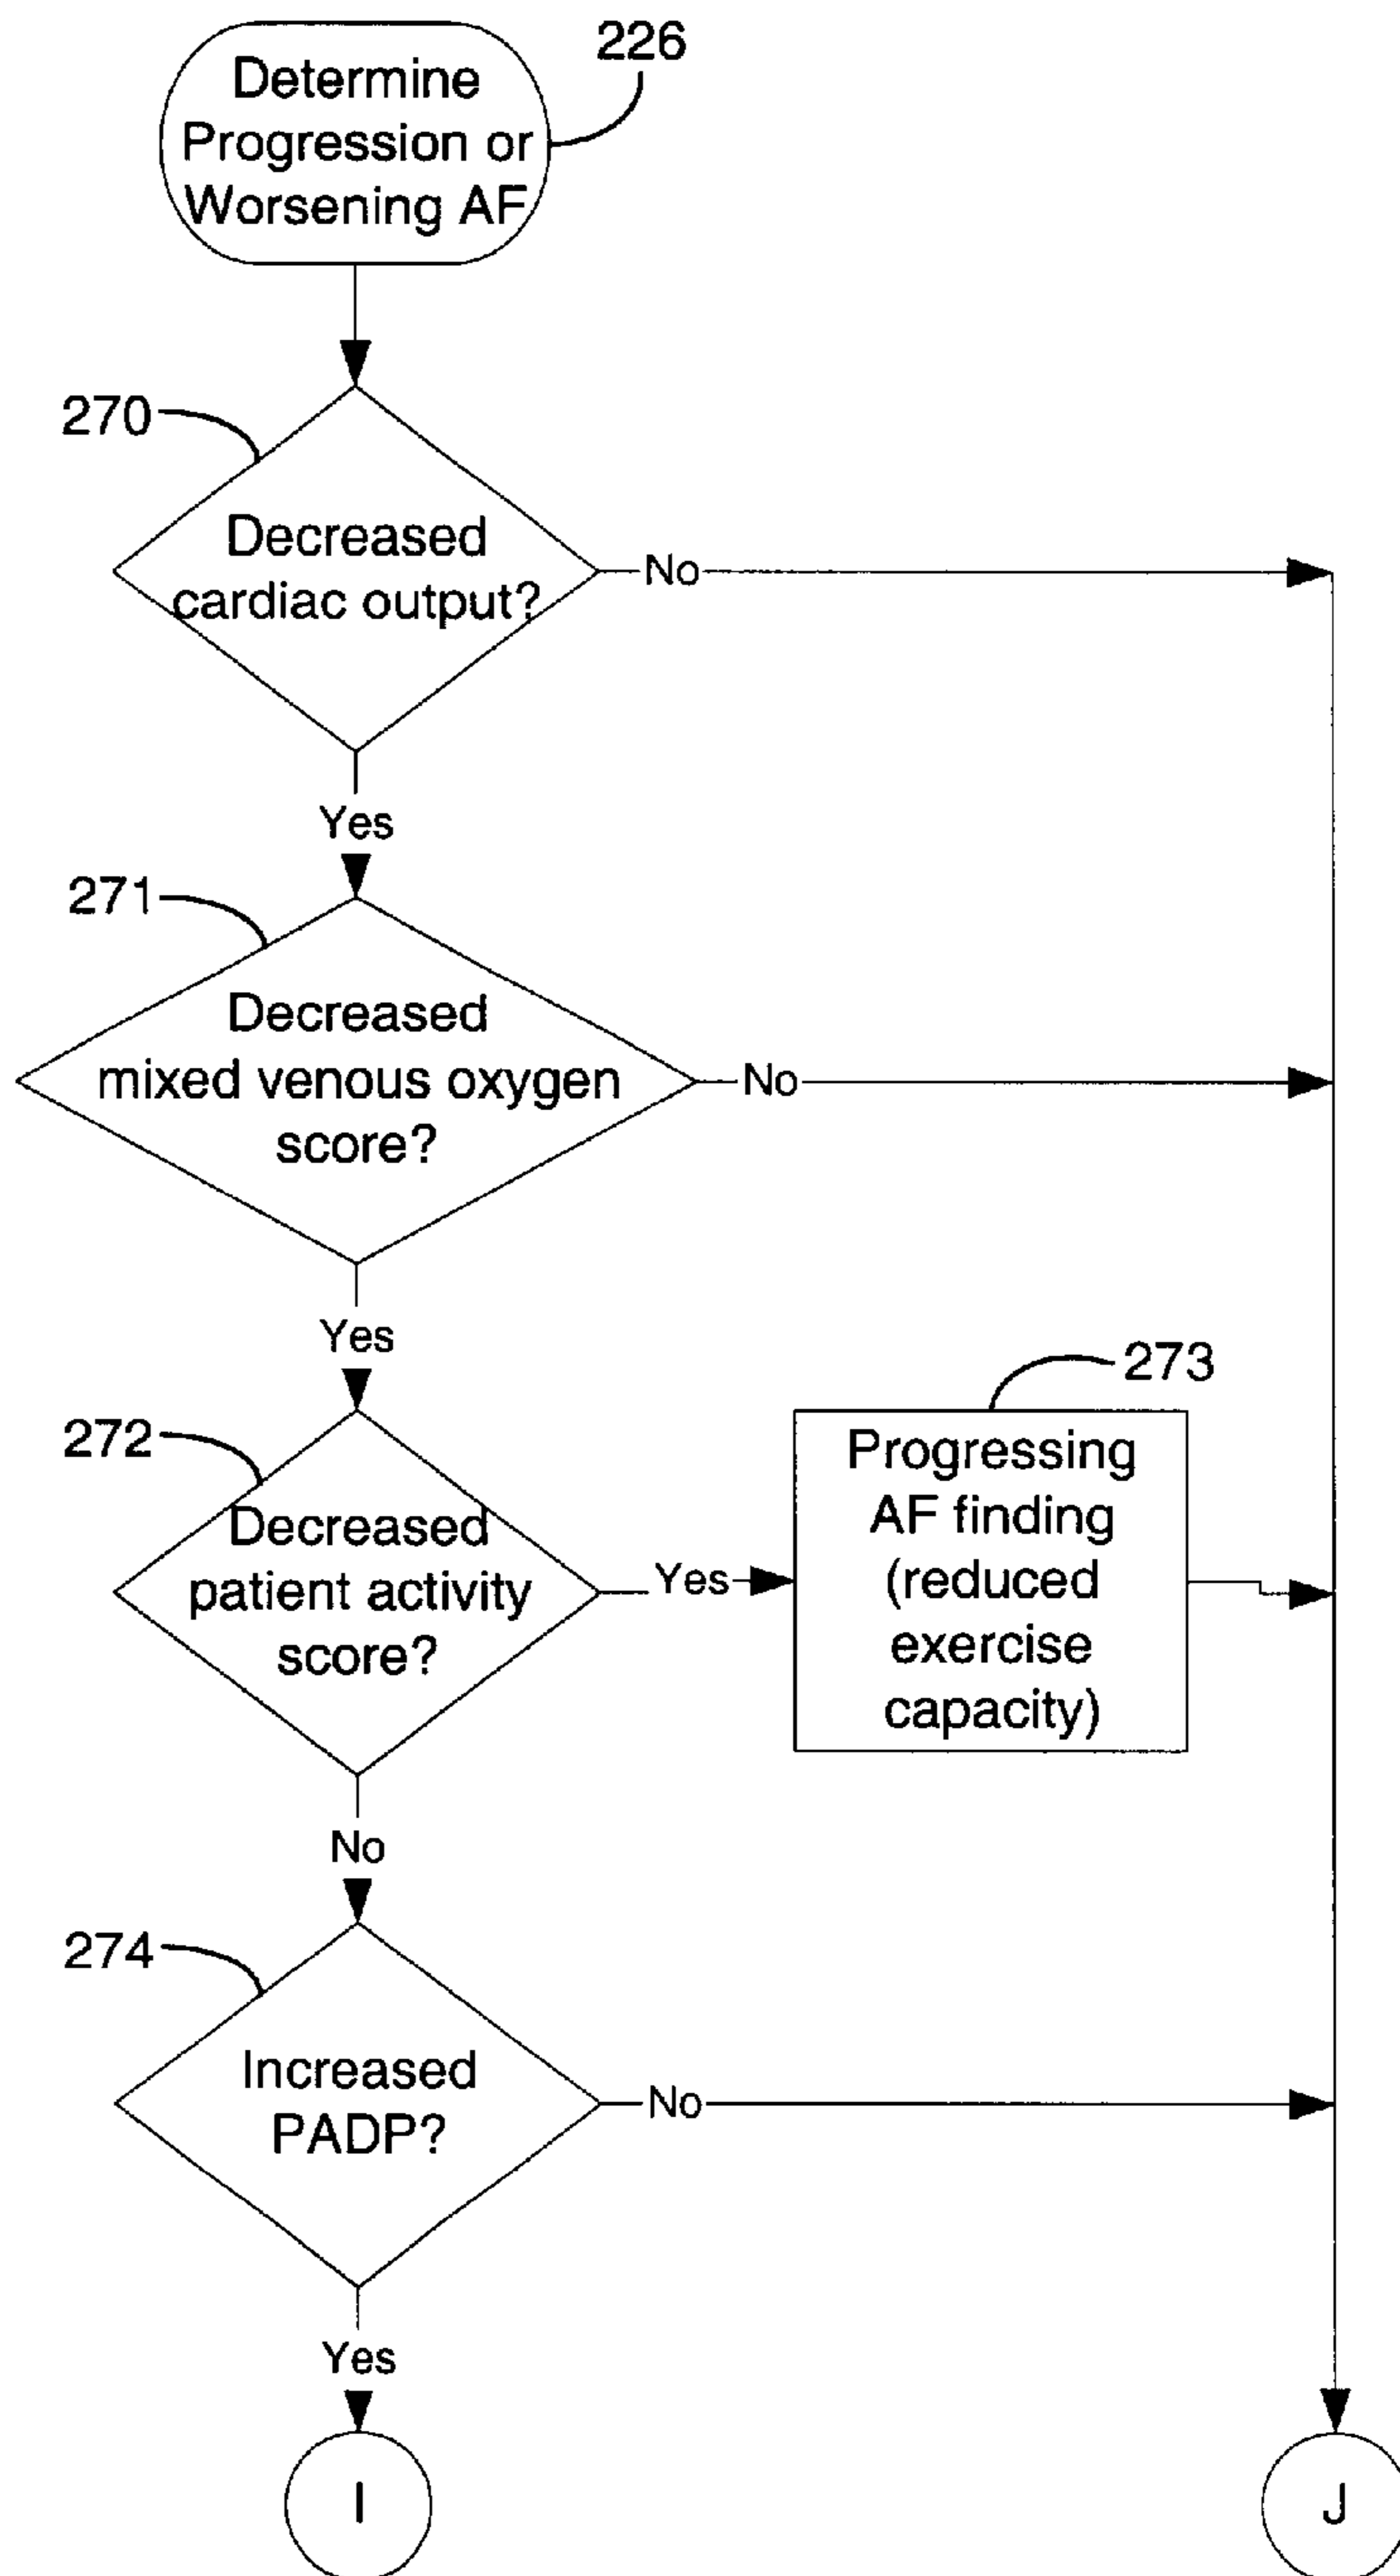 226
Determine
Progression or
Worsening AF
270
Decreased
cardiac output?
No
Yes
271
Decreased
mixed venous oxygen
score?
No
Yes
272
Decreased
patient activity
score?
Yes
273
Progressing
AF finding
(reduced
exercise
capacity)
No
274
Increased
PADP?
No
Yes
I
J